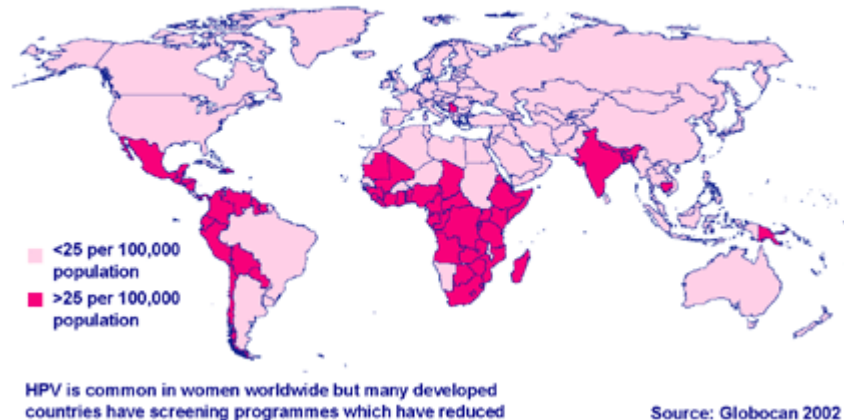 <25 per 100,000
population
>25 per 100,000
population
HPV is common in women worldwide but many developed
countries have screening programmes which have reduced
Source: Globocan 2002